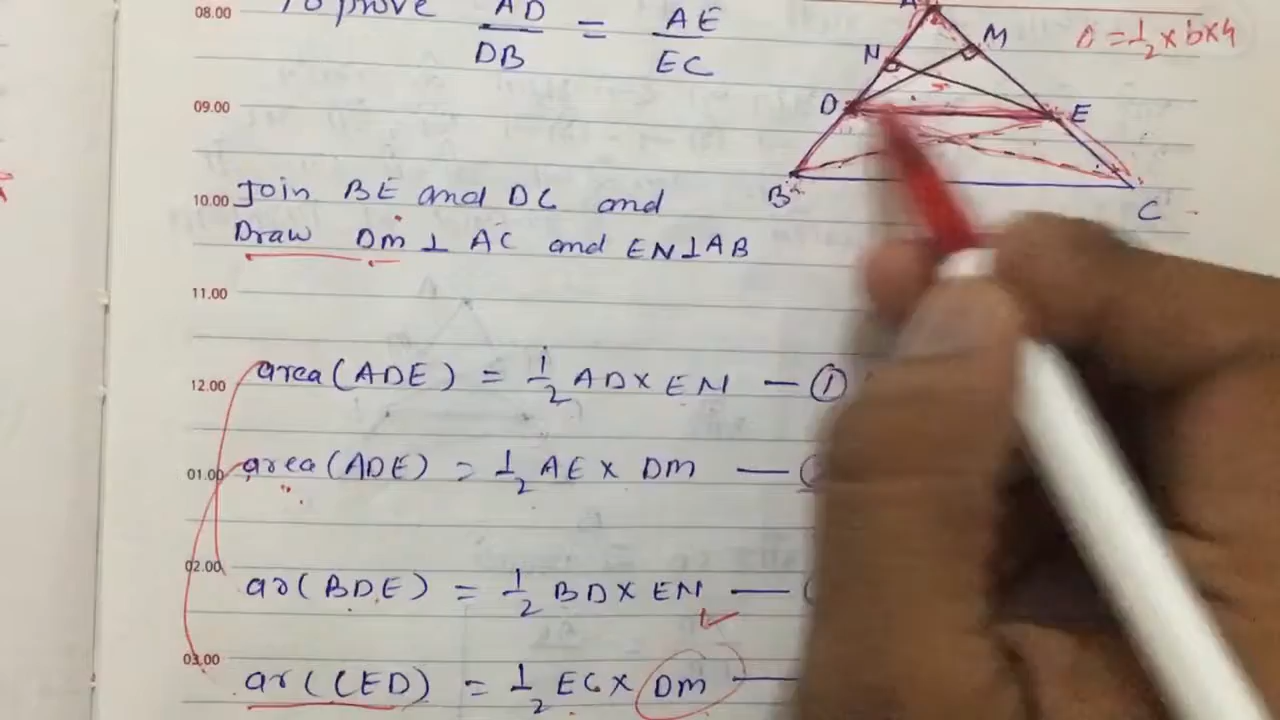 To prove AD/DB = AE/EC
Δ = 1/2 × b × h
A
N
M
D
E
B
C
08.00
09.00
10.00
Join BE and DC and
Draw DM ⊥ AC and EN ⊥ AB
11.00
12.00
area (ADE) = 1/2 AD × EN — ①
01.00
area (ADE) = 1/2 AE × DM —
02.00
ar (BDE) = 1/2 BD × EN —
03.00
ar (CED) = 1/2 EC × DM —